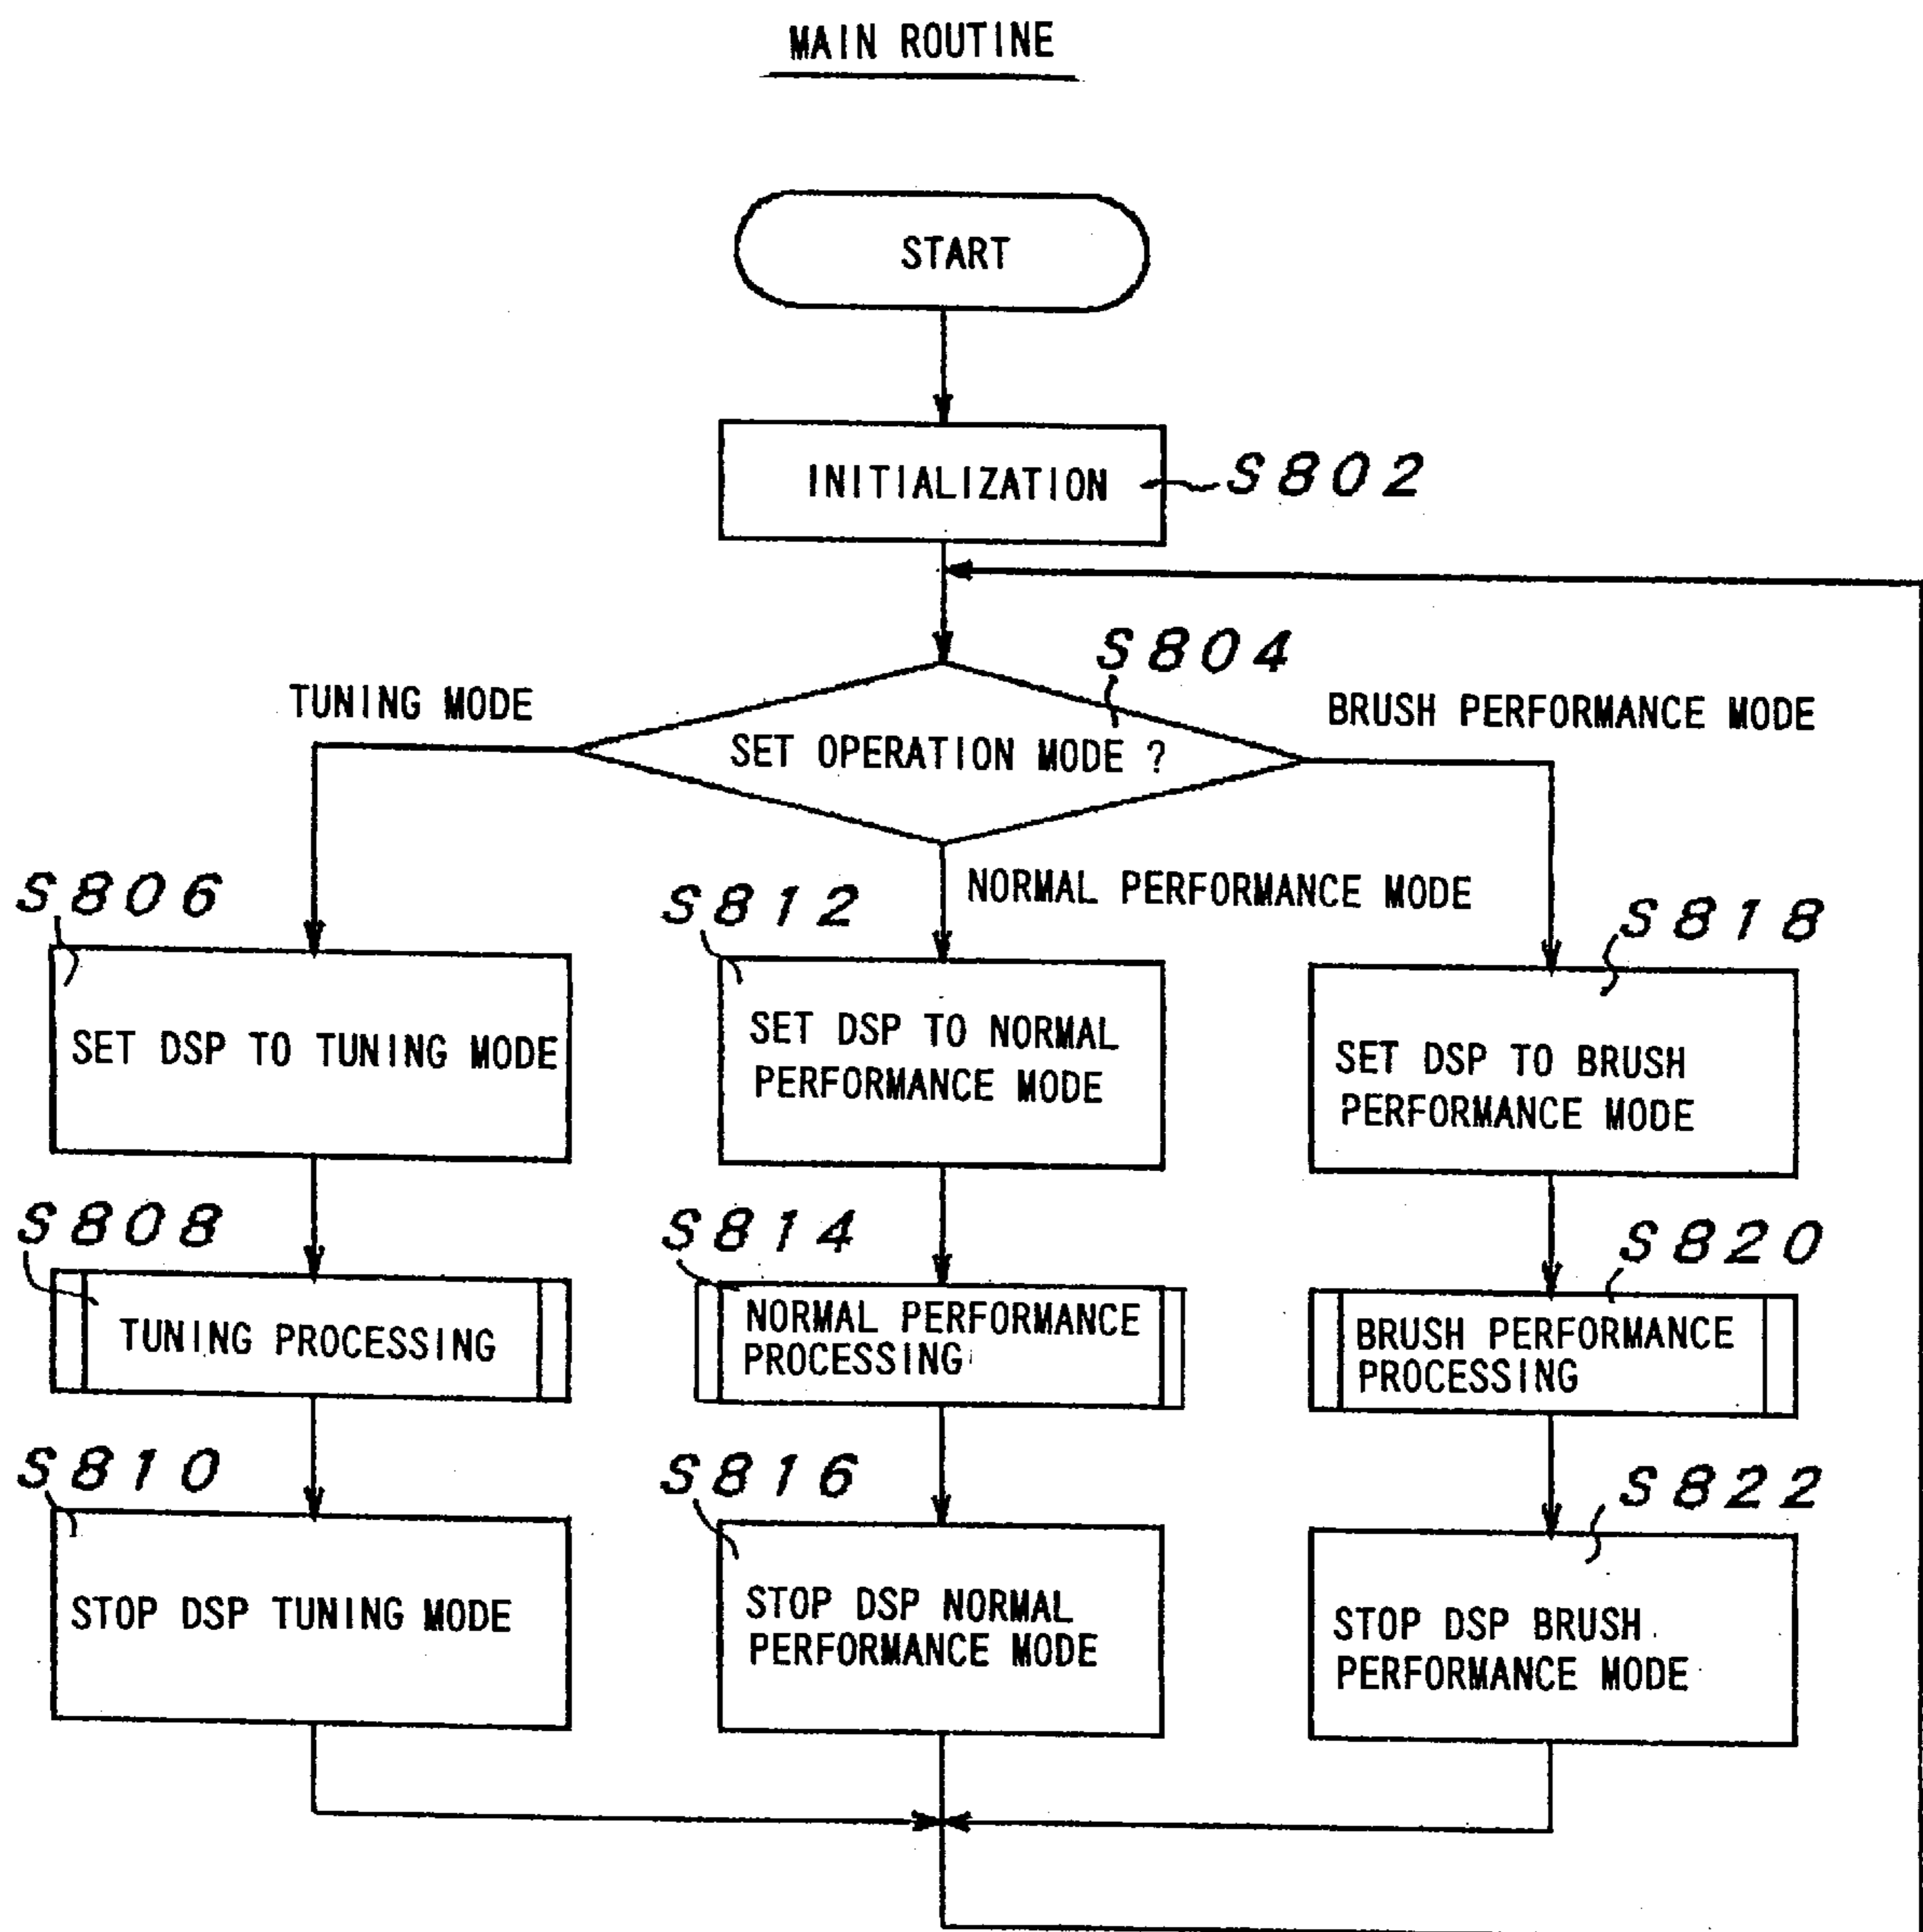 MAIN ROUTINE
START
INITIALIZATION
S802
S804
TUNING MODE
SET OPERATION MODE ?
BRUSH PERFORMANCE MODE
NORMAL PERFORMANCE MODE
S806
SET DSP TO TUNING MODE
S812
SET DSP TO NORMAL
PERFORMANCE MODE
S818
SET DSP TO BRUSH
PERFORMANCE MODE
S808
TUNING PROCESSING
S814
NORMAL PERFORMANCE
PROCESSING
S820
BRUSH PERFORMANCE
PROCESSING
S810
STOP DSP TUNING MODE
S816
STOP DSP NORMAL
PERFORMANCE MODE
S822
STOP DSP BRUSH
PERFORMANCE MODE